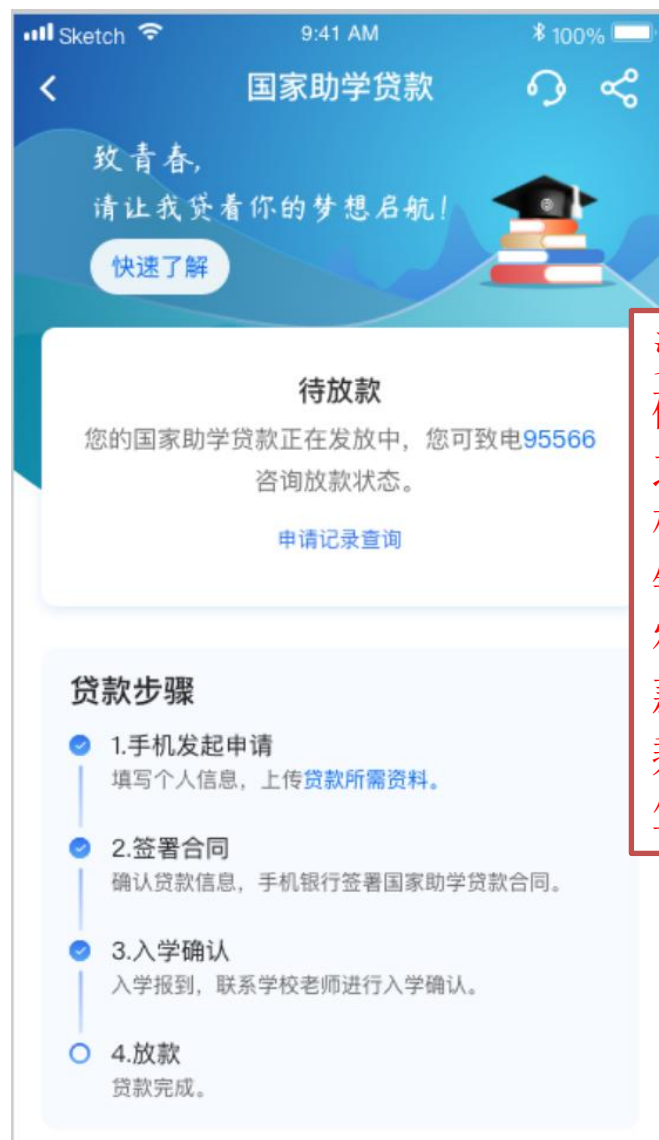 Sketch 9:41 AM 100%
国家助学贷款
致青春,
请让我贷着你的梦想启航！
快速了解
待放款
您的国家助学贷款正在发放中，您可致电95566
咨询放款状态。
申请记录查询
贷款步骤
1.手机发起申请
填写个人信息，上传贷款所需资料。
2.签署合同
确认贷款信息，手机银行签署国家助学贷款合同。
3.入学确认
入学报到，联系学校老师进行入学确认。
4.放款
贷款完成。